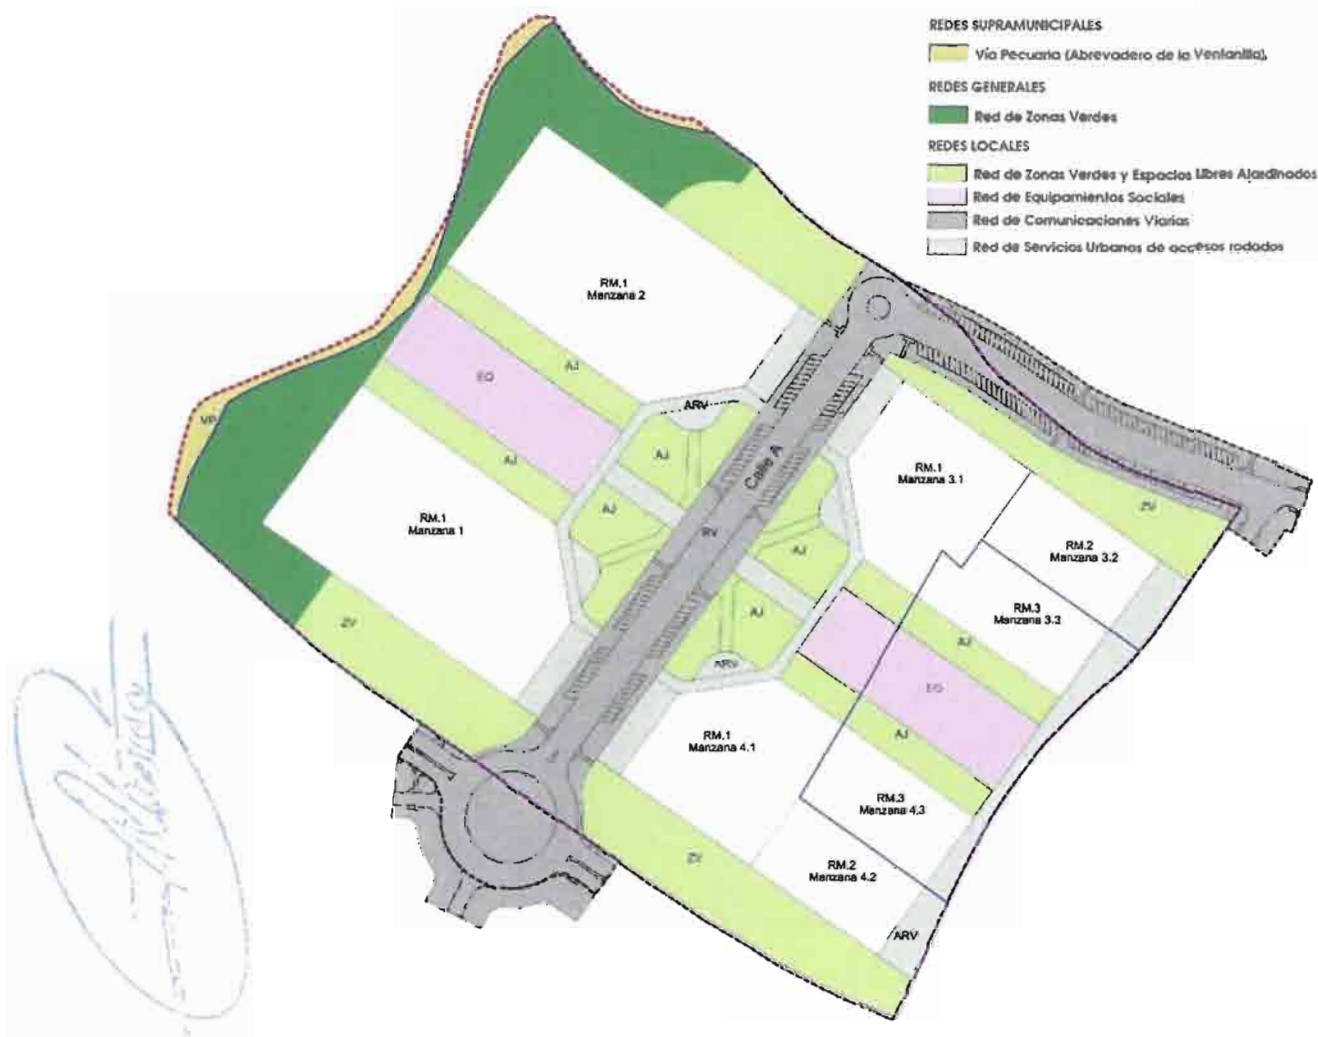 REDES SUPRAMUNICIPALES
Vía Pecuaria (Abrevadero de la Ventanilla).
REDES GENERALES
Red de Zonas Verdes
REDES LOCALES
Red de Zonas Verdes y Espacios Libres Ajardinados
Red de Equipamientos Sociales
Red de Comunicaciones Viarias
Red de Servicios Urbanos de accesos rodados
RM.1
Manzana 2
AJ
EQ
ARV
VP
AJ
AJ
Calle A
RM.1
Manzana 3.1
RM.1
Manzana 1
AJ
RV
ZV
AJ
RM.2
Manzana 3.2
AJ
RM.3
Manzana 3.3
ZV
AJ
ARV
EQ
RM.1
Manzana 4.1
AJ
RM.3
Manzana 4.3
ZV
RM.2
Manzana 4.2
ARV